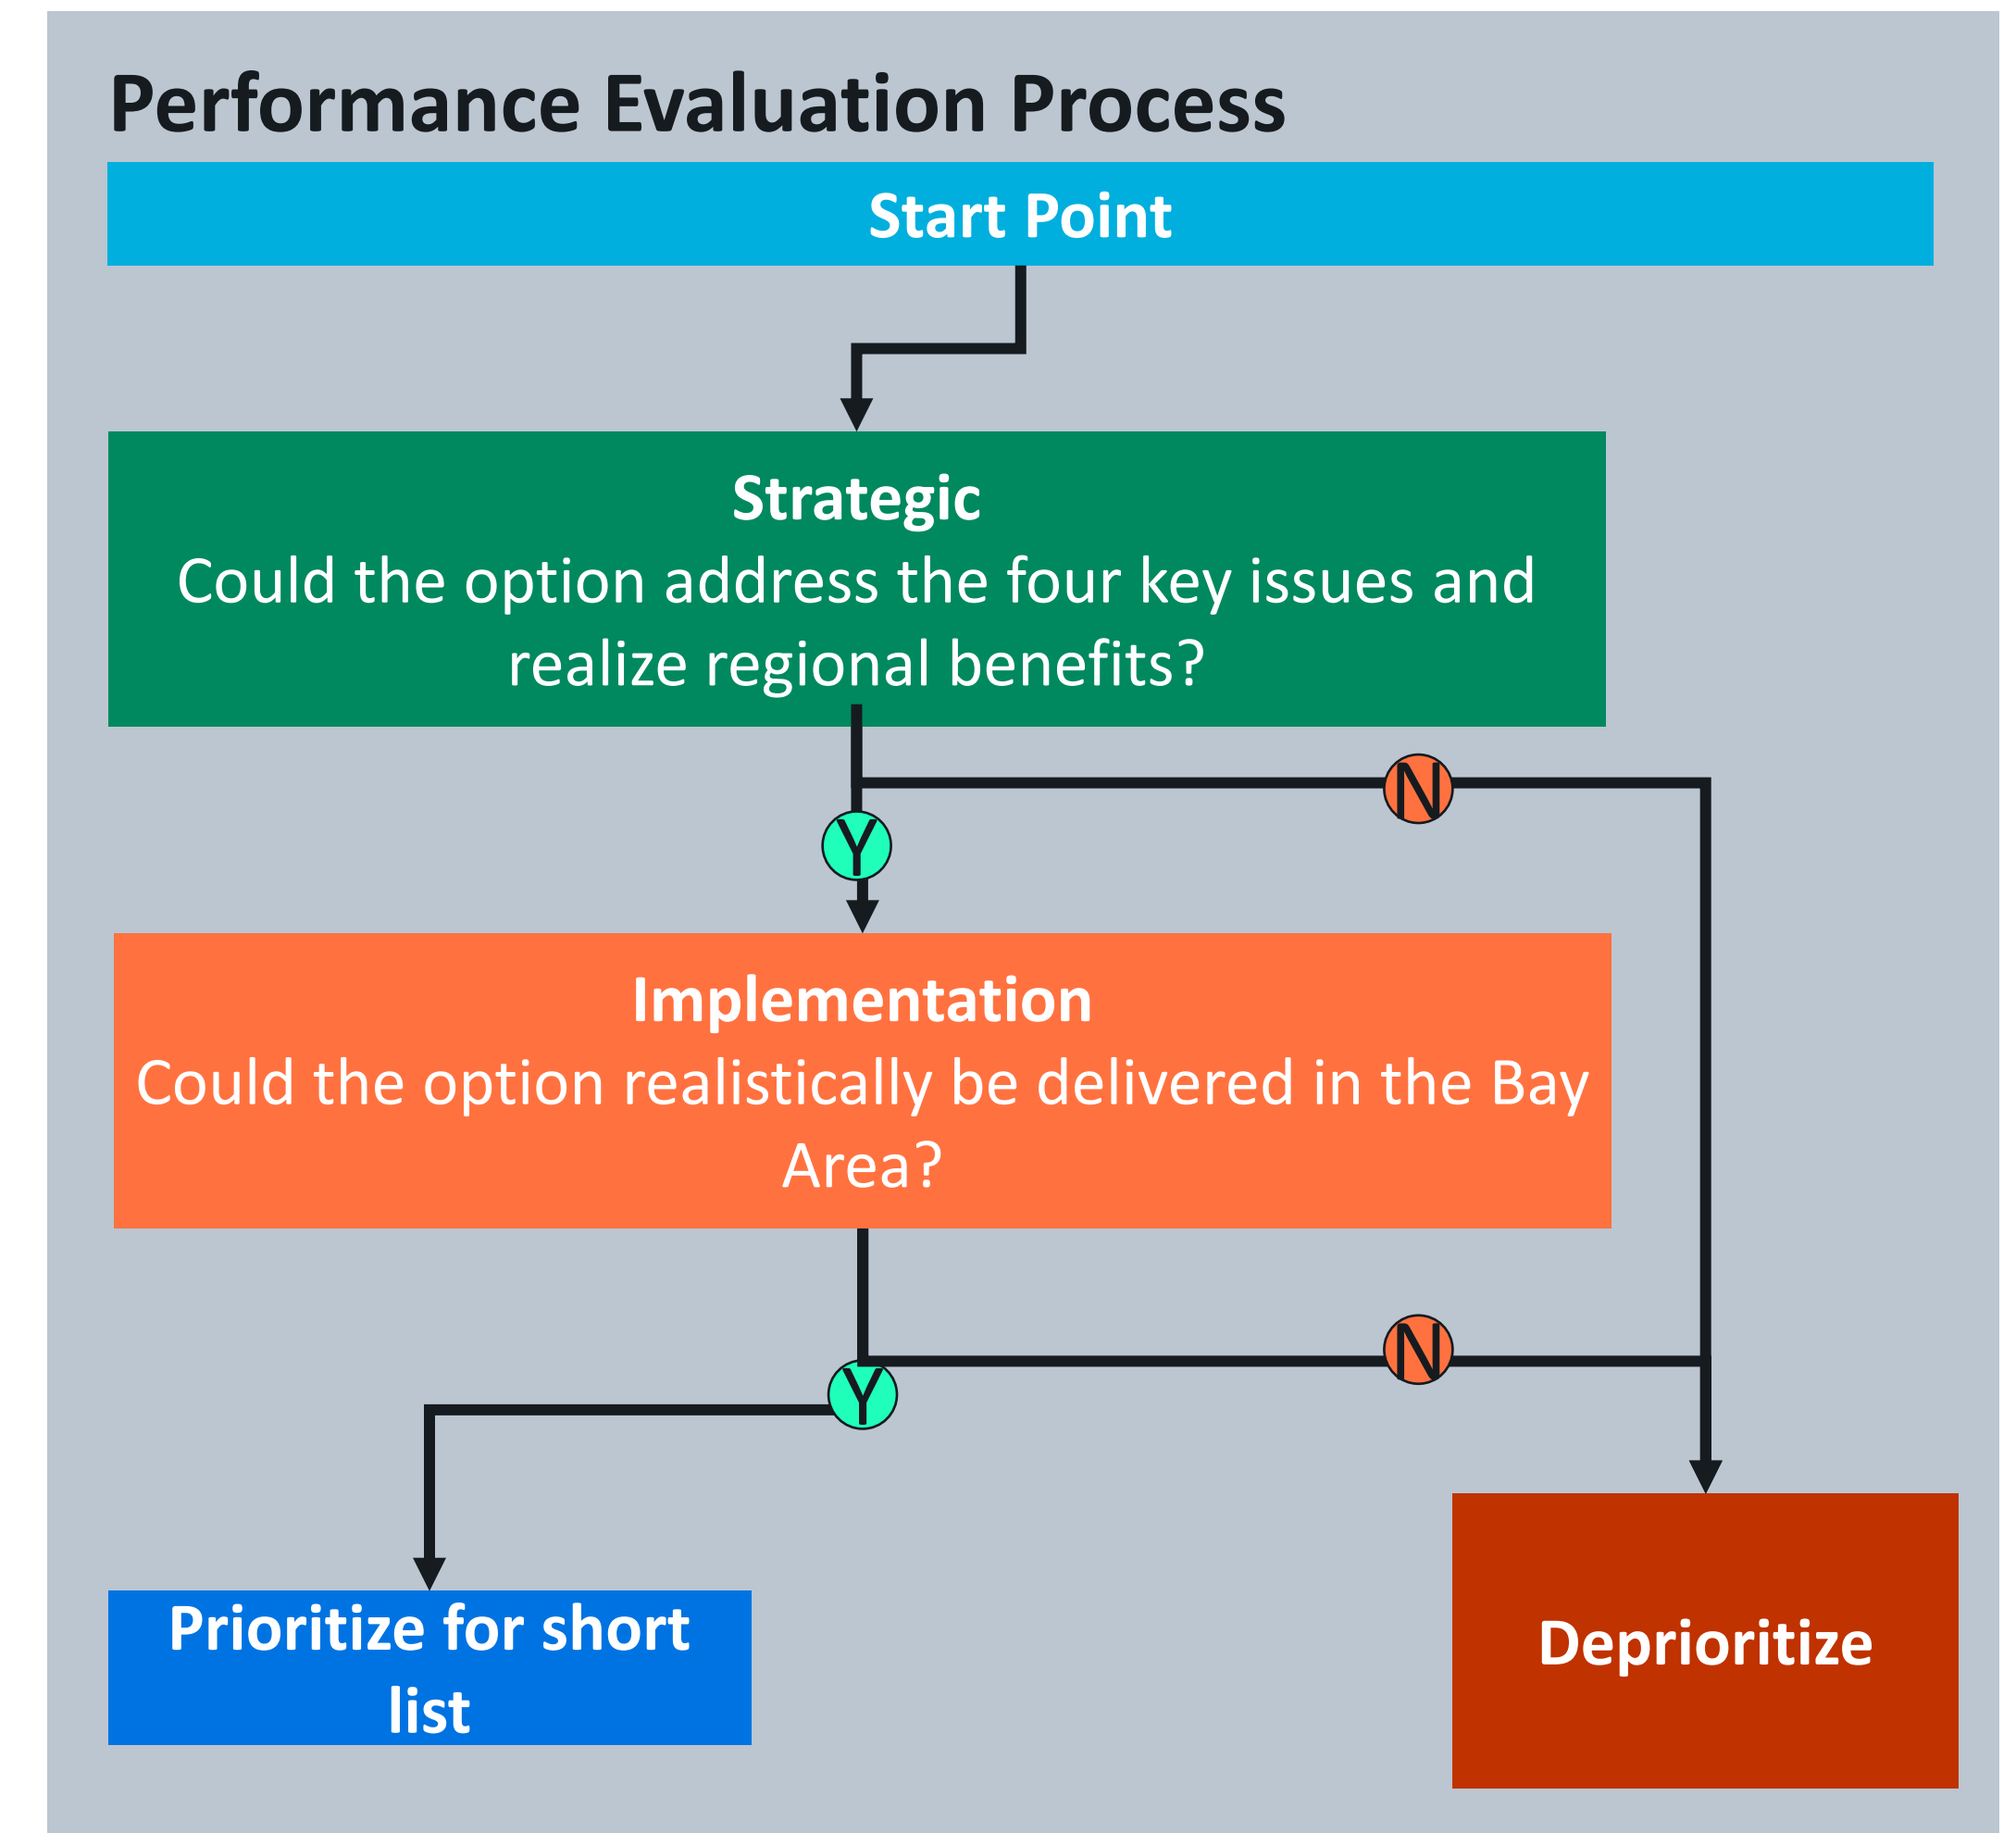 Performance Evaluation Process
Start Point
Strategic
Could the option address the four key issues and
realize regional benefits?
N
Y
Implementation
Could the option realistically be delivered in the Bay
Area?
N
Y
Prioritize for short
list
Deprioritize